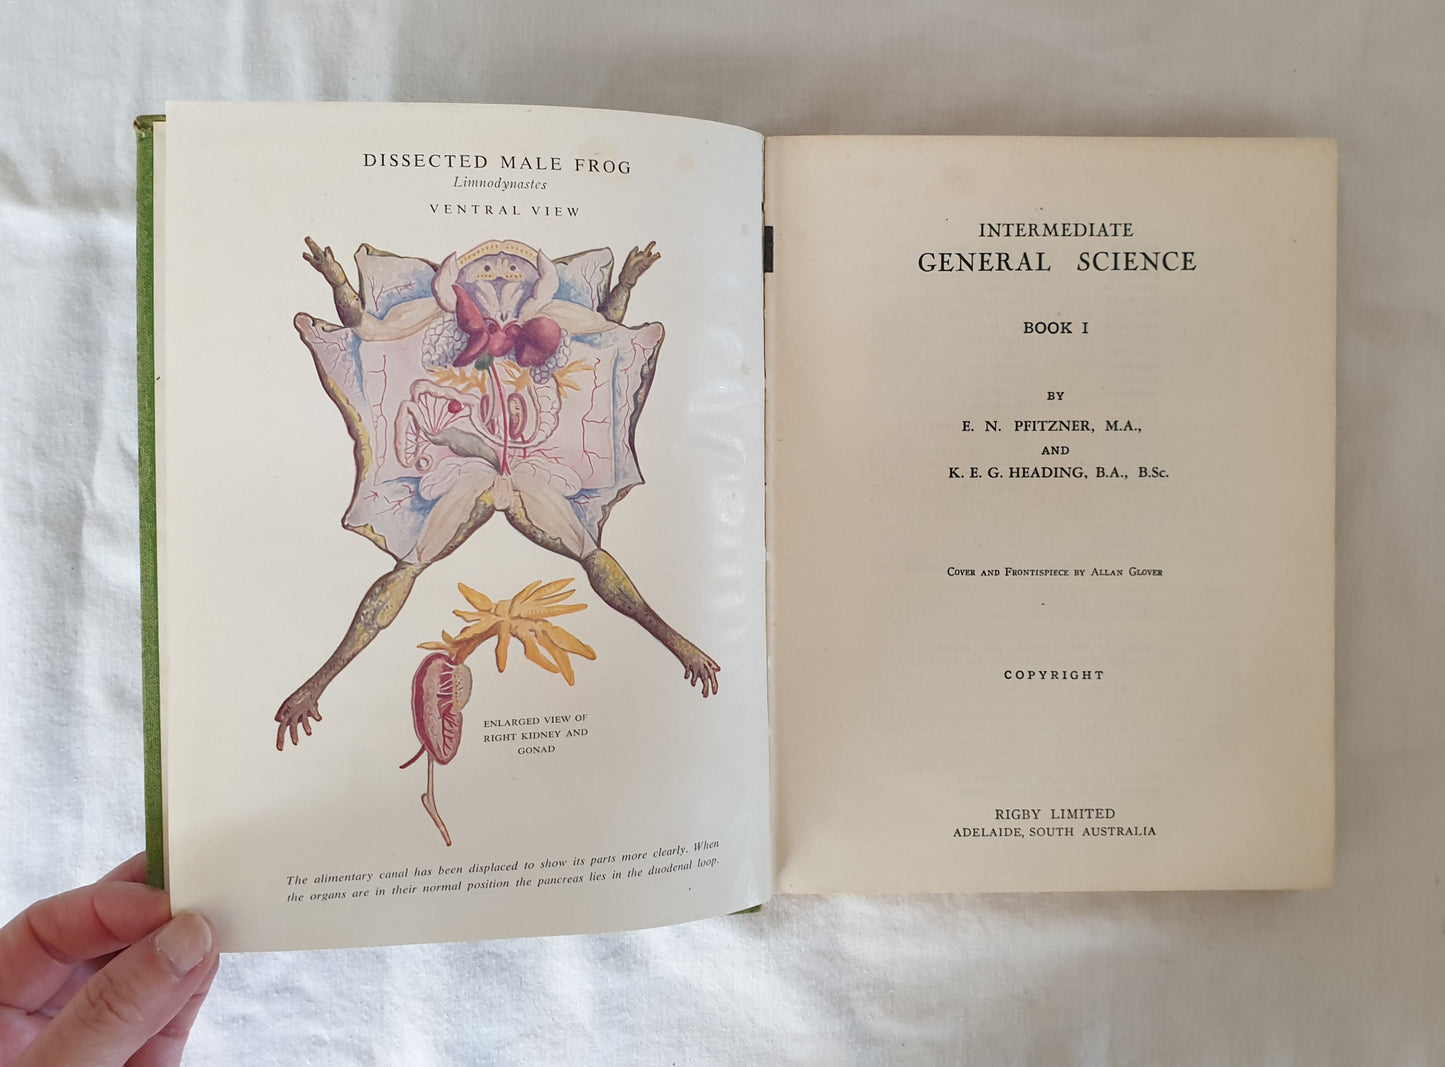 DISSECTED MALE FROG
Limnodynastes
VENTRAL VIEW
ENLARGED VIEW OF
RIGHT KIDNEY AND
GONAD
The alimentary canal has been displaced to show its parts more clearly. When
the organs are in their normal position the pancreas lies in the duodenal loop.
INTERMEDIATE
GENERAL SCIENCE
BOOK I
BY
E. N. PFITZNER, M.A.,
AND
K. E. G. HEADING, B.A., B.Sc.
COVER AND FRONTISPIECE BY ALLAN GLOVER
COPYRIGHT
RIGBY LIMITED
ADELAIDE, SOUTH AUSTRALIA